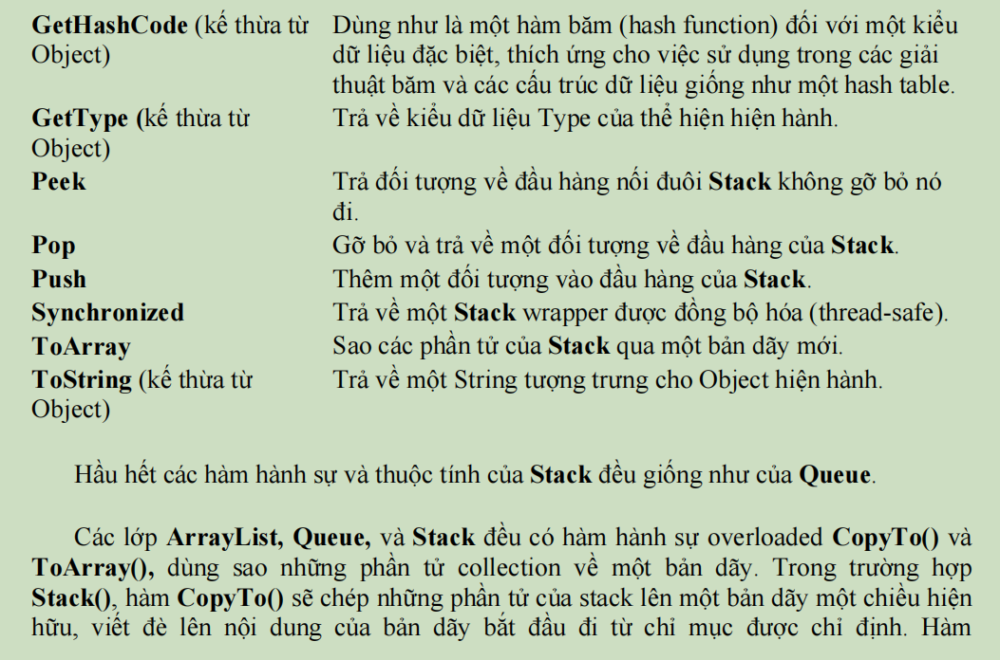 GetHashCode (kế thừa từ Object) Dùng như là một hàm băm (hash function) đối với một kiểu
dữ liệu đặc biệt, thích ứng cho việc sử dụng trong các giải
thuật băm và các cấu trúc dữ liệu giống như một hash table.
GetType (kế thừa từ Object) Trả về kiểu dữ liệu Type của thể hiện hiện hành.
Peek Trả đối tượng về đầu hàng nối đuôi Stack không gỡ bỏ nó
đi.
Pop Gỡ bỏ và trả về một đối tượng về đầu hàng của Stack.
Push Thêm một đối tượng vào đầu hàng của Stack.
Synchronized Trả về một Stack wrapper được đồng bộ hóa (thread-safe).
ToArray Sao các phần tử của Stack qua một bản dãy mới.
ToString (kế thừa từ Object) Trả về một String tượng trưng cho Object hiện hành.
Hầu hết các hàm hành sự và thuộc tính của Stack đều giống như của Queue.
Các lớp ArrayList, Queue, và Stack đều có hàm hành sự overloaded CopyTo() và
ToArray(), dùng sao những phần tử collection về một bản dãy. Trong trường hợp
Stack(), hàm CopyTo() sẽ chép những phần tử của stack lên một bản dãy một chiều hiện
hữu, viết đè lên nội dung của bản dãy bắt đầu đi từ chỉ mục được chỉ định. Hàm